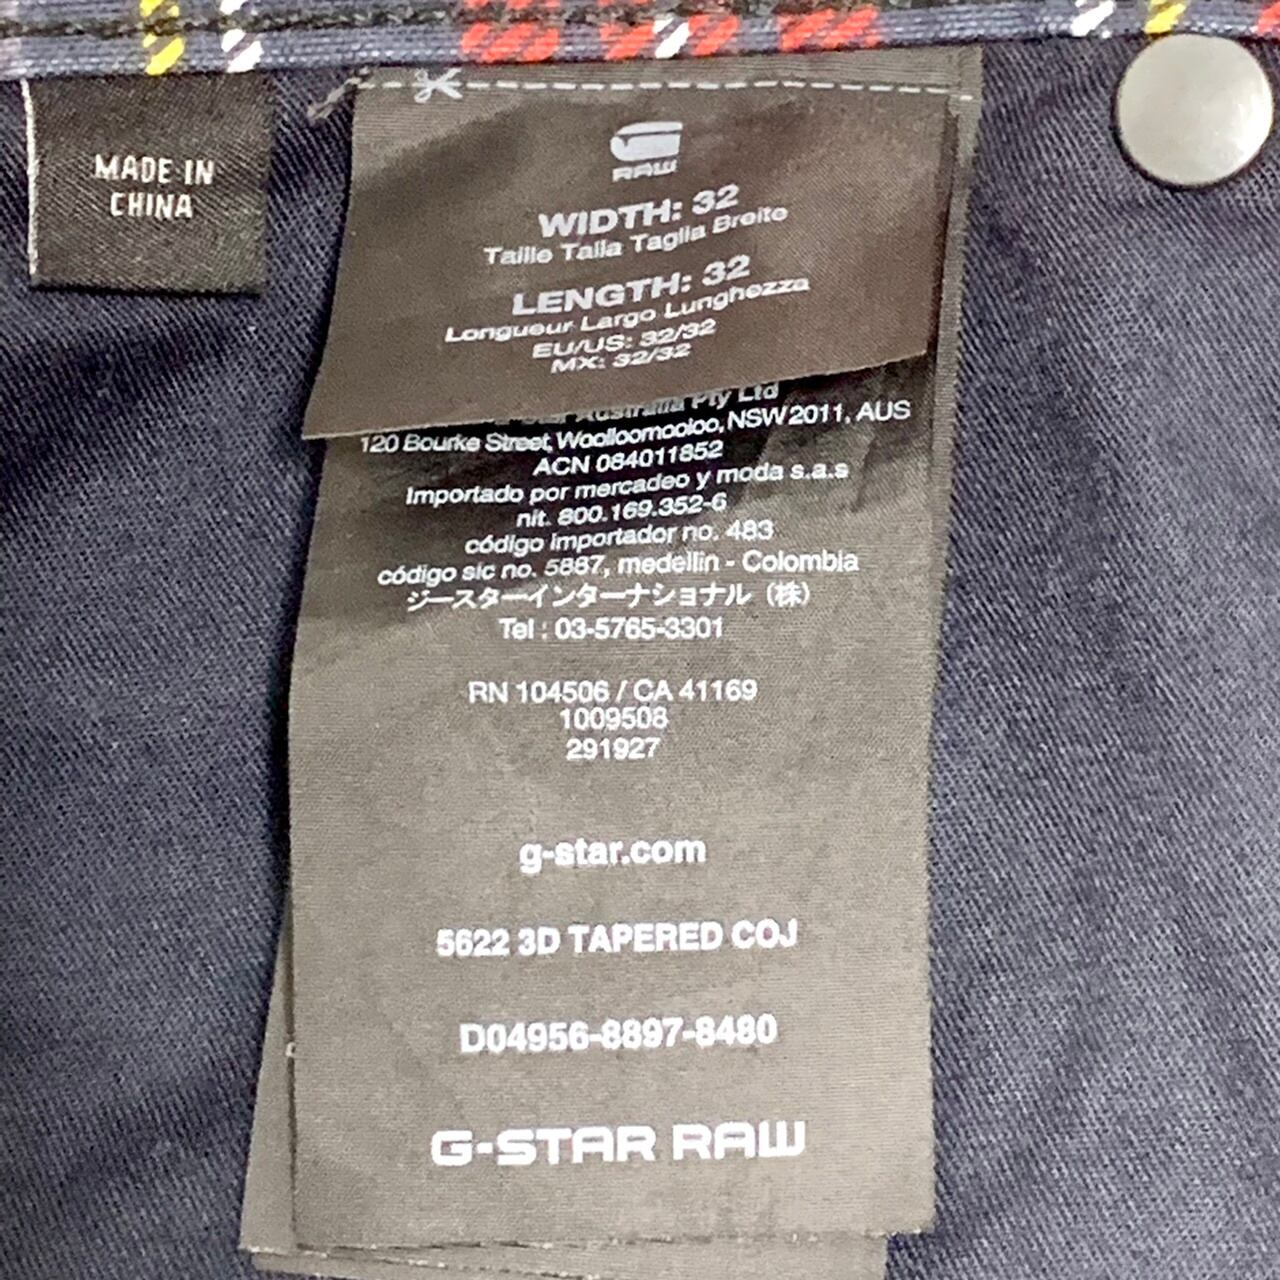 MADE IN
CHINA
RAW
WIDTH: 32
Taille Talla Taglia Breite
LENGTH: 32
Longueur Largo Lunghezza
EU/US: 32/32
MX: 32/32
Australia Pty Ltd
120 Bourke Street, Woolloomooloo, NSW 2011, AUS
ACN 084011852
Importado por mercadeo y moda s.a.s
nit. 800.169.352-6
código importador no. 483
código sic no. 5887, medellin - Colombia
ジースターインターナショナル（株）
Tel : 03-5765-3301
RN 104506 / CA 41169
1009508
291927
g-star.com
5622 3D TAPERED COJ
D04956-8897-8480
G-STAR RAW